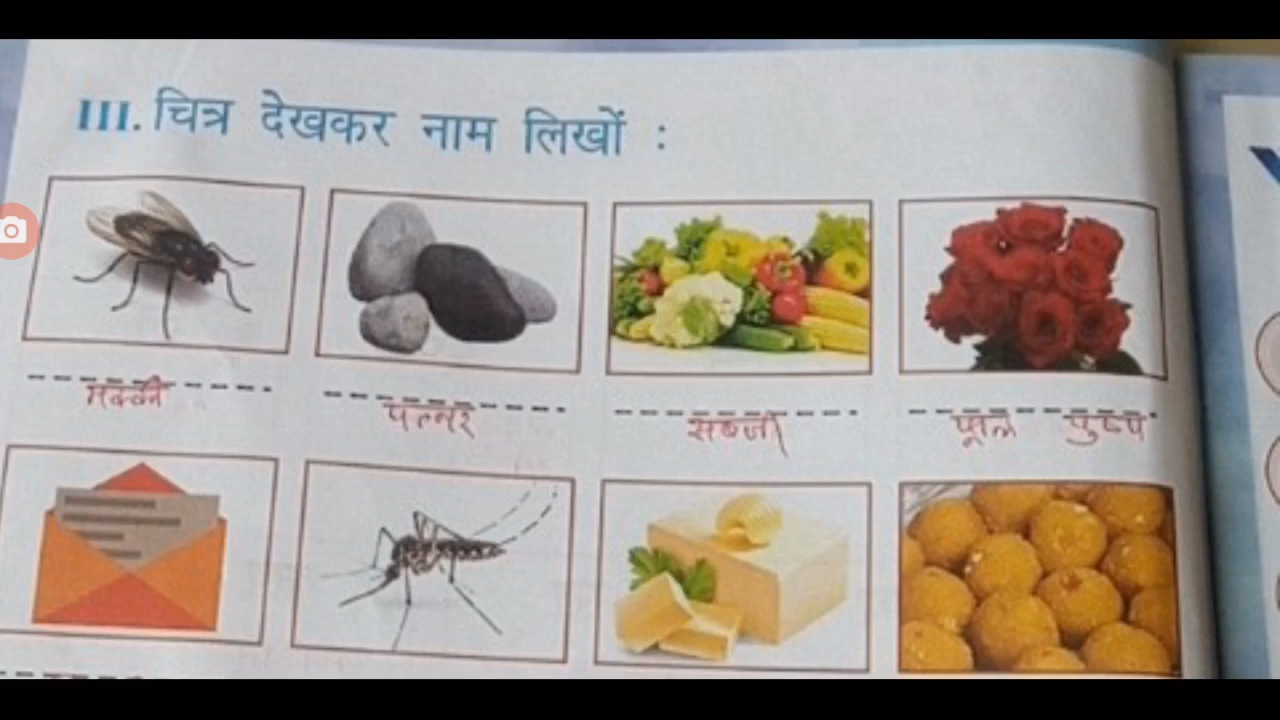 III. चित्र देखकर नाम लिखों :
मक्की
पत्थर
सब्जी
फूल पुष्प